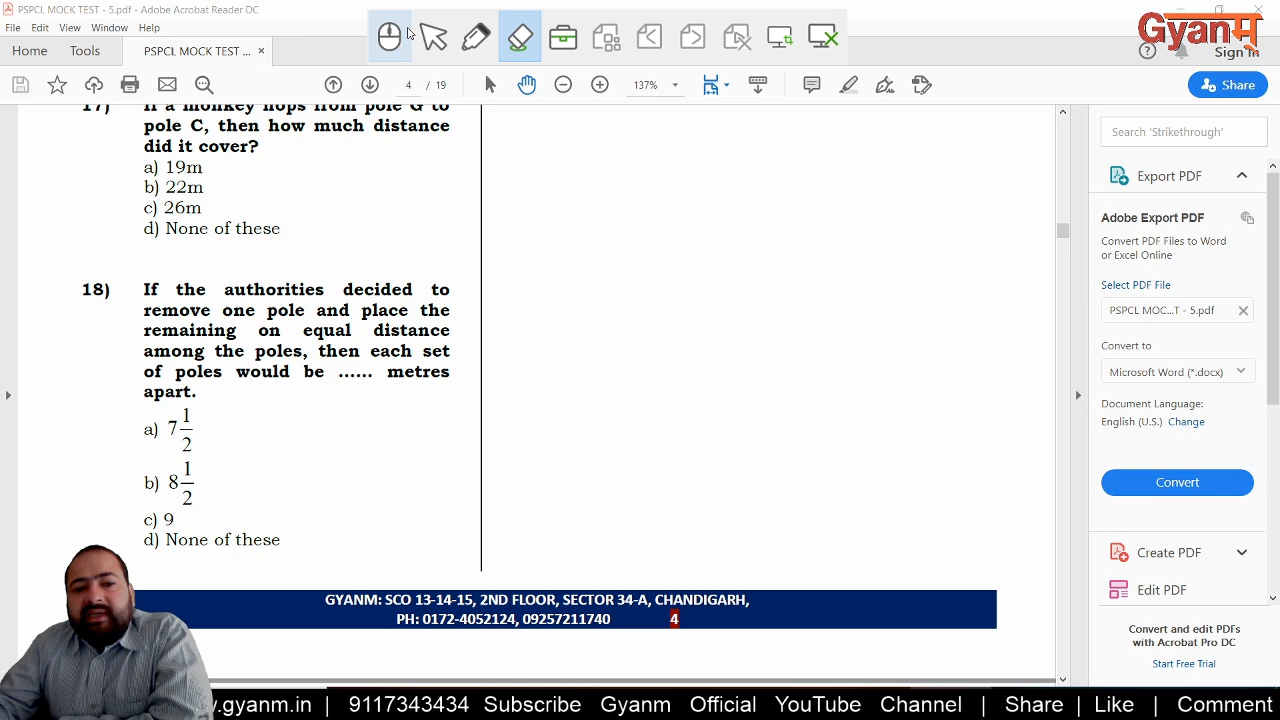 PSPCL MOCK TEST - 5.pdf - Adobe Acrobat Reader DC
File Edit View Window Help
Gyanम्
Home Tools PSPCL MOCK TEST ... ×
Sign In
4 / 19
137%
Share
17) If a monkey hops from pole G to
pole C, then how much distance
did it cover?
a) 19m
b) 22m
c) 26m
d) None of these
18) If the authorities decided to
remove one pole and place the
remaining on equal distance
among the poles, then each set
of poles would be ...... metres
apart.
a) 7 1/2
b) 8 1/2
c) 9
d) None of these
GYANM: SCO 13-14-15, 2ND FLOOR, SECTOR 34-A, CHANDIGARH,
PH: 0172-4052124, 09257211740 4
Search 'Strikethrough'
Export PDF
Adobe Export PDF
Convert PDF Files to Word
or Excel Online
Select PDF File
PSPCL MOC...T - 5.pdf
Convert to
Microsoft Word (*.docx)
Document Language:
English (U.S.) Change
Convert
Create PDF
Edit PDF
Convert and edit PDFs
with Acrobat Pro DC
Start Free Trial
.gyanm.in | 9117343434 Subscribe Gyanm Official YouTube Channel | Share | Like | Comment